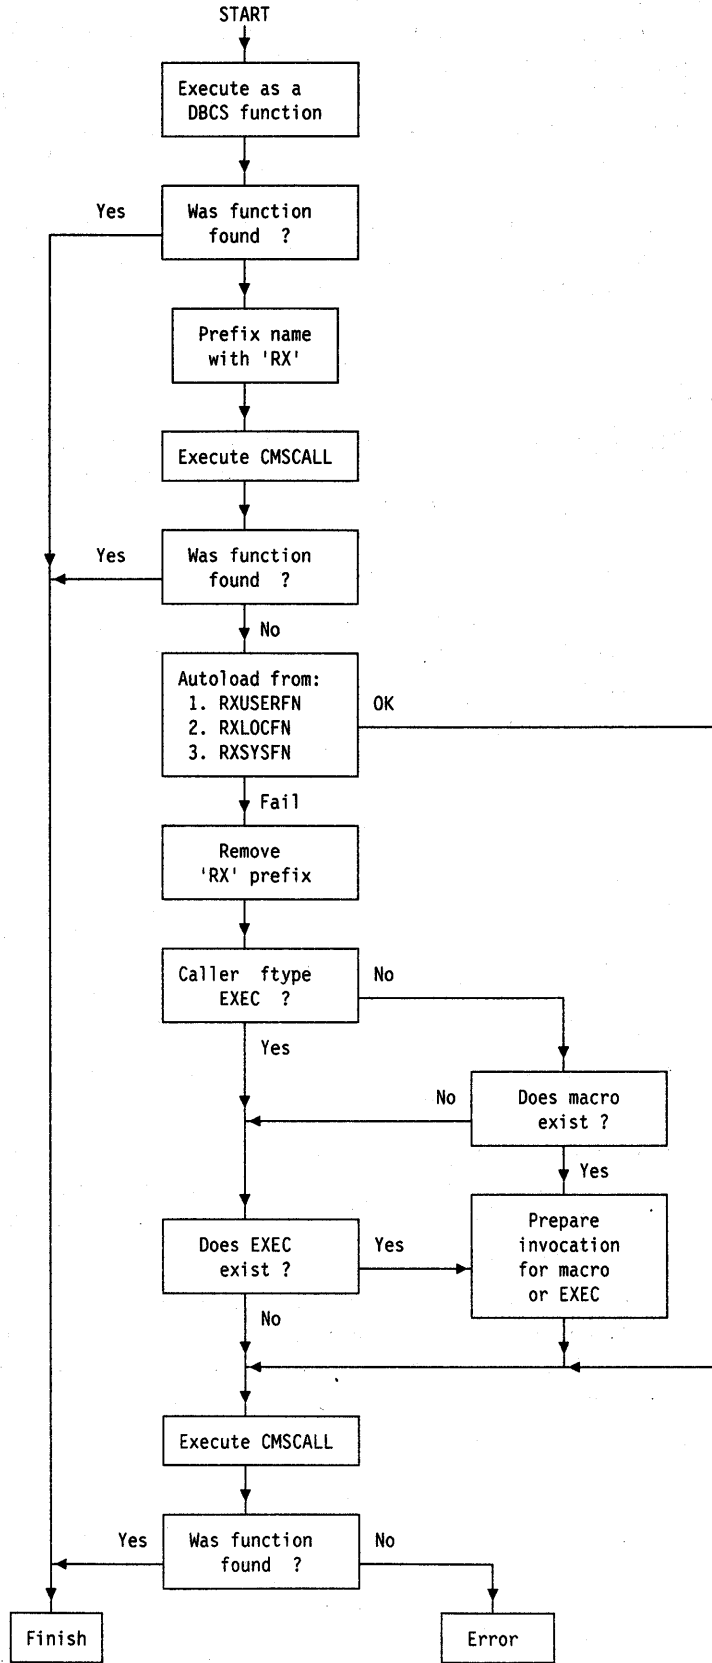 START
Execute as a
DBCS function
Yes
Was function
found ?
Prefix name
with 'RX'
Execute CMSCALL
Yes
Was function
found ?
No
Autoload from:
1. RXUSERFN
2. RXLOCFN
3. RXSYSFN
OK
Fail
Remove
'RX' prefix
Caller ftype
EXEC ?
No
Yes
No
Does macro
exist ?
Yes
Does EXEC
exist ?
Yes
Prepare
invocation
for macro
or EXEC
No
Execute CMSCALL
Yes
Was function
found ?
No
Finish
Error